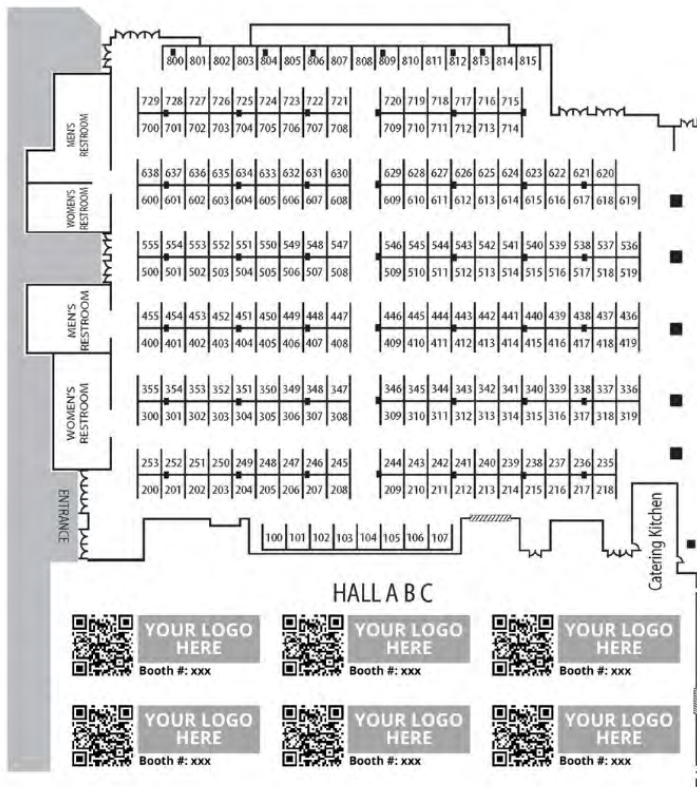 800 801 802 803 804 805 806 807 808 809 810 811 812 813 814 815
729 728 727 726 725 724 723 722 721 720 719 718 717 716 715
700 701 702 703 704 705 706 707 708 709 710 711 712 713 714
MEN'S
RESTROOM
638 637 636 635 634 633 632 631 630 629 628 627 626 625 624 623 622 621 620
600 601 602 603 604 605 606 607 608 609 610 611 612 613 614 615 616 617 618 619
WOMEN'S
RESTROOM
555 554 553 552 551 550 549 548 547 546 545 544 543 542 541 540 539 538 537 536
500 501 502 503 504 505 506 507 508 509 510 511 512 513 514 515 516 517 518 519
MEN'S
RESTROOM
455 454 453 452 451 450 449 448 447 446 445 444 443 442 441 440 439 438 437 436
400 401 402 403 404 405 406 407 408 409 410 411 412 413 414 415 416 417 418 419
WOMEN'S
RESTROOM
355 354 353 352 351 350 349 348 347 346 345 344 343 342 341 340 339 338 337 336
300 301 302 303 304 305 306 307 308 309 310 311 312 313 314 315 316 317 318 319
253 252 251 250 249 248 247 246 245 244 243 242 241 240 239 238 237 236 235
200 201 202 203 204 205 206 207 208 209 210 211 212 213 214 215 216 217 218
ENTRANCE
100 101 102 103 104 105 106 107
Catering Kitchen
HALL A B C
YOUR LOGO
HERE
Booth #: xxx
YOUR LOGO
HERE
Booth #: xxx
YOUR LOGO
HERE
Booth #: xxx
YOUR LOGO
HERE
Booth #: xxx
YOUR LOGO
HERE
Booth #: xxx
YOUR LOGO
HERE
Booth #: xxx